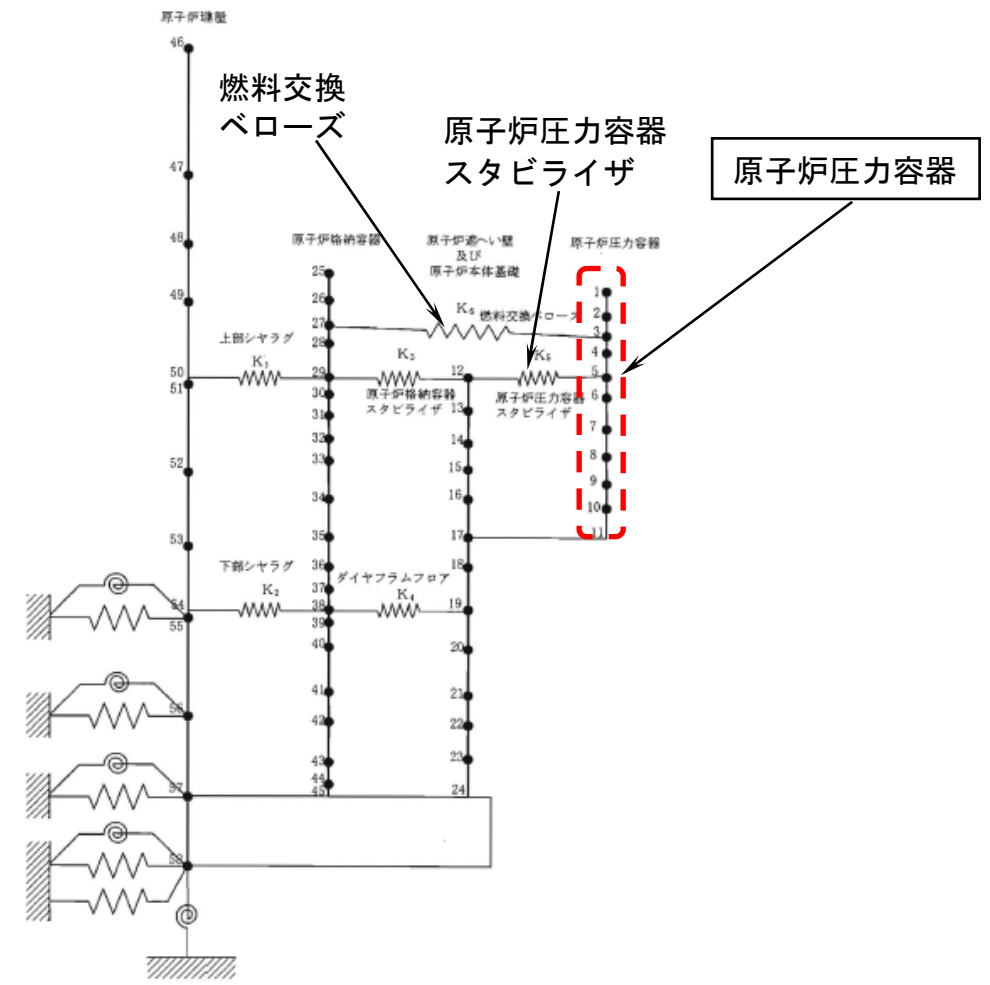 原子炉建屋
46
47
48
49
50
51
52
53
54
55
56
57
58
燃料交換
ベローズ
原子炉圧力容器
スタビライザ
原子炉圧力容器
原子炉格納容器
原子炉遮へい壁
及び
原子炉本体基礎
原子炉圧力容器
25
26
27
28
29
30
31
32
33
34
35
36
37
38
39
40
41
42
43
44
45
K₆
燃料交換ベローズ
上部シヤラグ
K₁
K₃
原子炉格納容器
スタビライザ
K₅
原子炉圧力容器
スタビライザ
下部シヤラグ
K₂
ダイヤフラムフロア
K₄
12
13
14
15
16
17
18
19
20
21
22
23
24
1
2
3
4
5
6
7
8
9
10
11